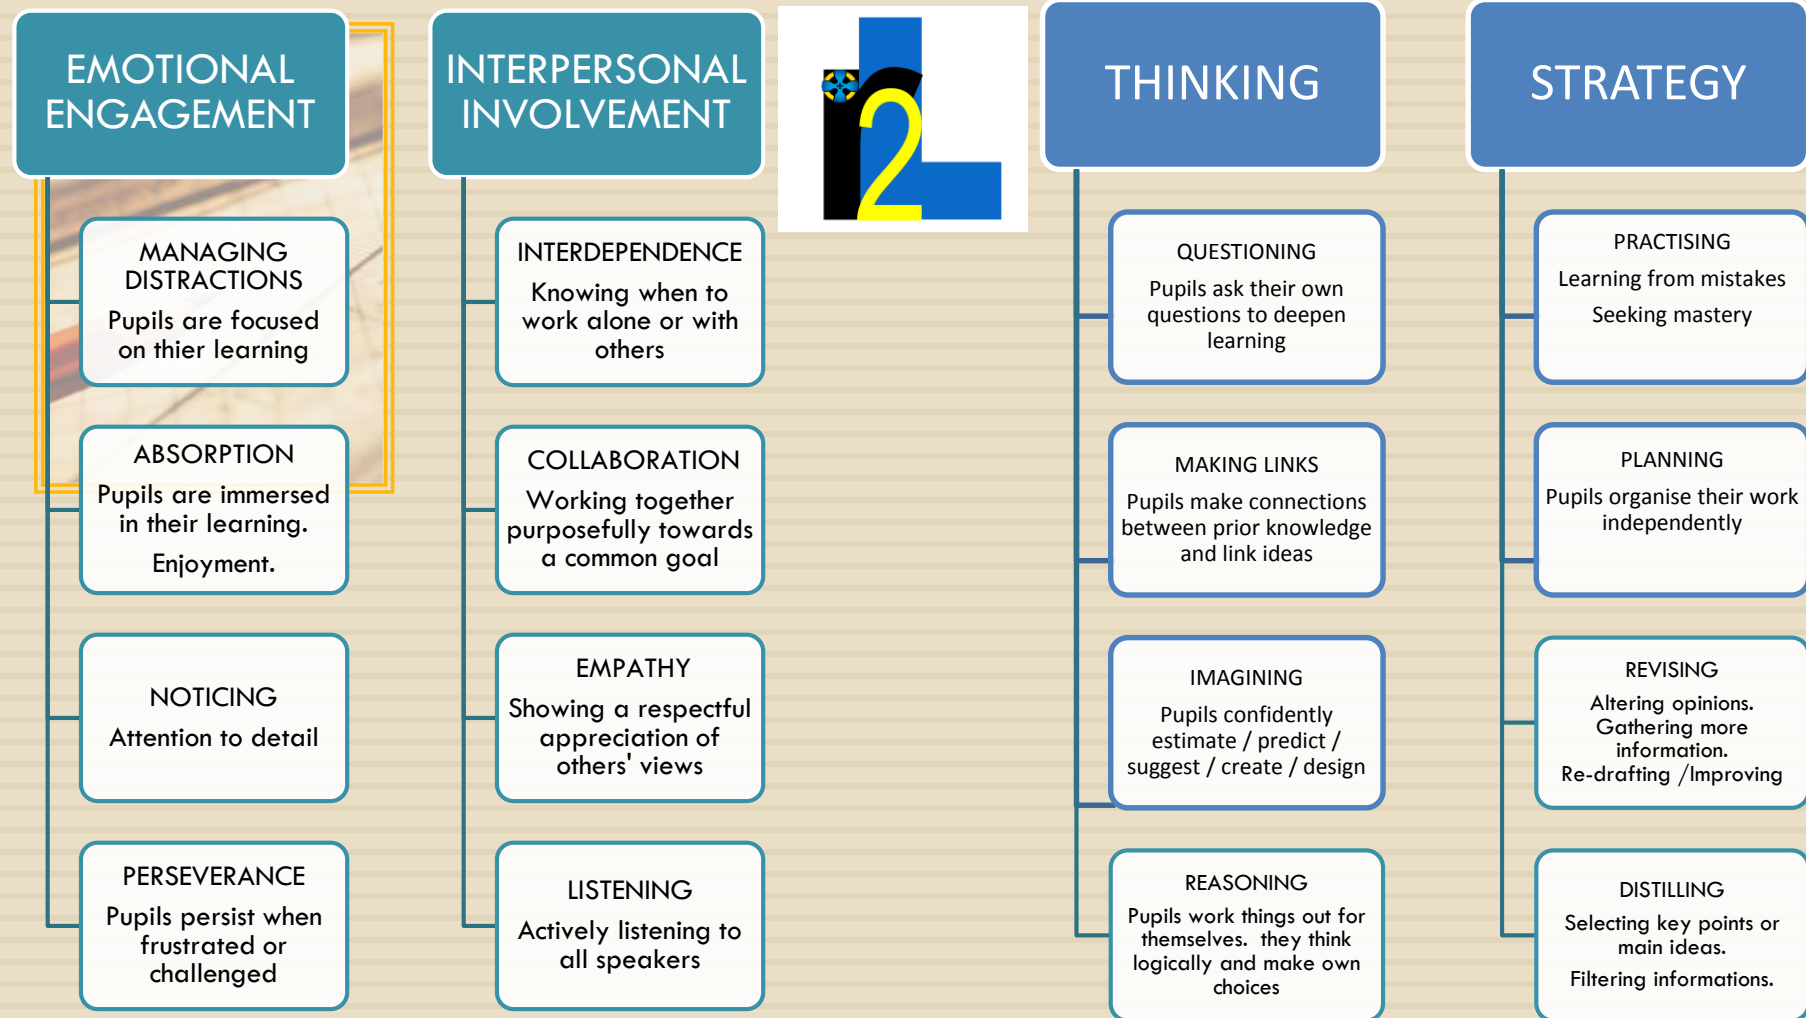 EMOTIONAL
ENGAGEMENT
MANAGING
DISTRACTIONS
Pupils are focused
on thier learning
ABSORPTION
Pupils are immersed
in their learning.
Enjoyment.
NOTICING
Attention to detail
PERSEVERANCE
Pupils persist when
frustrated or
challenged
INTERPERSONAL
INVOLVEMENT
INTERDEPENDENCE
Knowing when to
work alone or with
others
COLLABORATION
Working together
purposefully towards
a common goal
EMPATHY
Showing a respectful
appreciation of
others' views
LISTENING
Actively listening to
all speakers
r2L
THINKING
QUESTIONING
Pupils ask their own
questions to deepen
learning
MAKING LINKS
Pupils make connections
between prior knowledge
and link ideas
IMAGINING
Pupils confidently
estimate / predict /
suggest / create / design
REASONING
Pupils work things out for
themselves.  they think
logically and make own
choices
STRATEGY
PRACTISING
Learning from mistakes
Seeking mastery
PLANNING
Pupils organise their work
independently
REVISING
Altering opinions.
Gathering more
information.
Re-drafting /Improving
DISTILLING
Selecting key points or
main ideas.
Filtering informations.